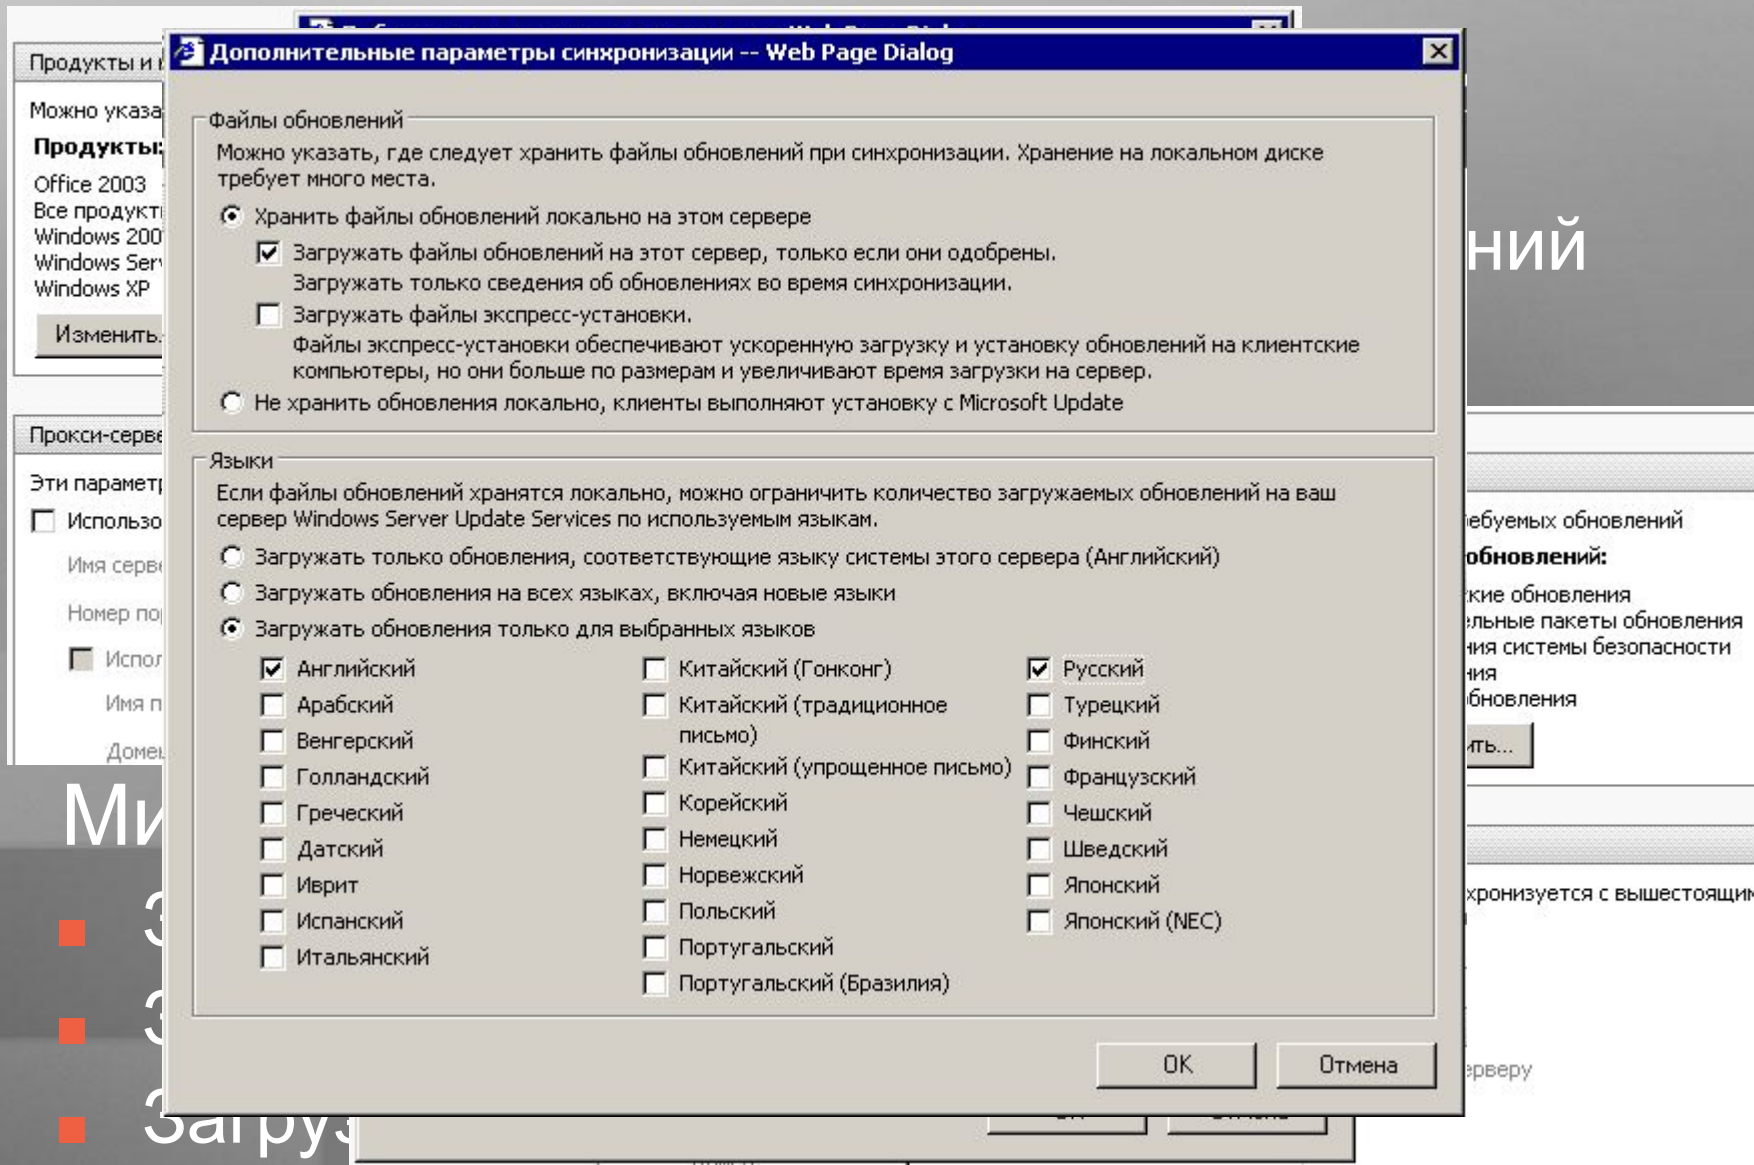 Дополнительные параметры синхронизации -- Web Page Dialog
Файлы обновлений
Можно указать, где следует хранить файлы обновлений при синхронизации. Хранение на локальном диске
требует много места.
Хранить файлы обновлений локально на этом сервере
Загружать файлы обновлений на этот сервер, только если они одобрены.
Загружать только сведения об обновлениях во время синхронизации.
Загружать файлы экспресс-установки.
Файлы экспресс-установки обеспечивают ускоренную загрузку и установку обновлений на клиентские
компьютеры, но они больше по размерам и увеличивают время загрузки на сервер.
Не хранить обновления локально, клиенты выполняют установку с Microsoft Update
Языки
Если файлы обновлений хранятся локально, можно ограничить количество загружаемых обновлений на ваш
сервер Windows Server Update Services по используемым языкам.
Загружать только обновления, соответствующие языку системы этого сервера (Английский)
Загружать обновления на всех языках, включая новые языки
Загружать обновления только для выбранных языков
Английский
Арабский
Венгерский
Голландский
Греческий
Датский
Иврит
Испанский
Итальянский
Китайский (Гонконг)
Китайский (традиционное
письмо)
Китайский (упрощенное письмо)
Корейский
Немецкий
Норвежский
Польский
Португальский
Португальский (Бразилия)
Русский
Турецкий
Финский
Французский
Чешский
Шведский
Японский
Японский (NEC)
OK
Отмена
Продукты и
Можно указа
Продукты:
Office 2003
Все продукт
Windows 200
Windows Ser
Windows XP
Изменить.
Прокси-серве
Эти парамет
Использо
Имя серве
Номер по
Испол
Имя п
Домен
ний
ебуемых обновлений
обновлений:
кие обновления
ельные пакеты обновления
ния системы безопасности
ния
обновления
ить...
хронизуется с вышестоящим
ерверу
Ми
З
З
Загруз